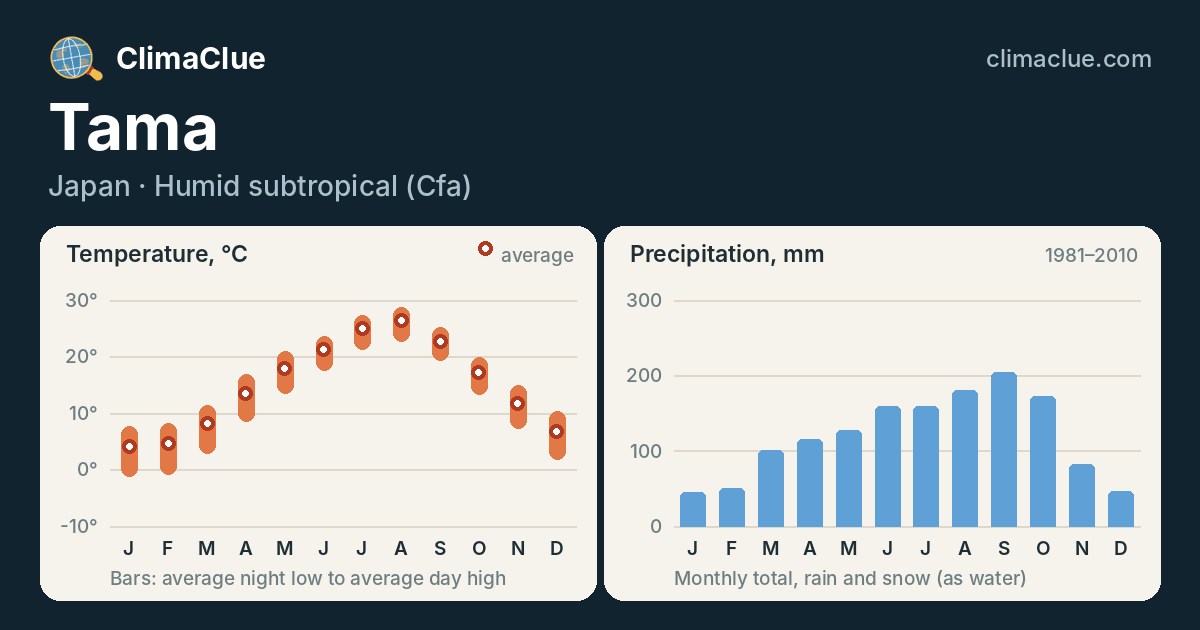 ClimaClue
climaclue.com
Tama
Japan · Humid subtropical (Cfa)
Temperature, °C
average
30°
20°
10°
0°
-10°
J F M A M J J A S O N D
Bars: average night low to average day high
Precipitation, mm
1981–2010
300
200
100
0
J F M A M J J A S O N D
Monthly total, rain and snow (as water)